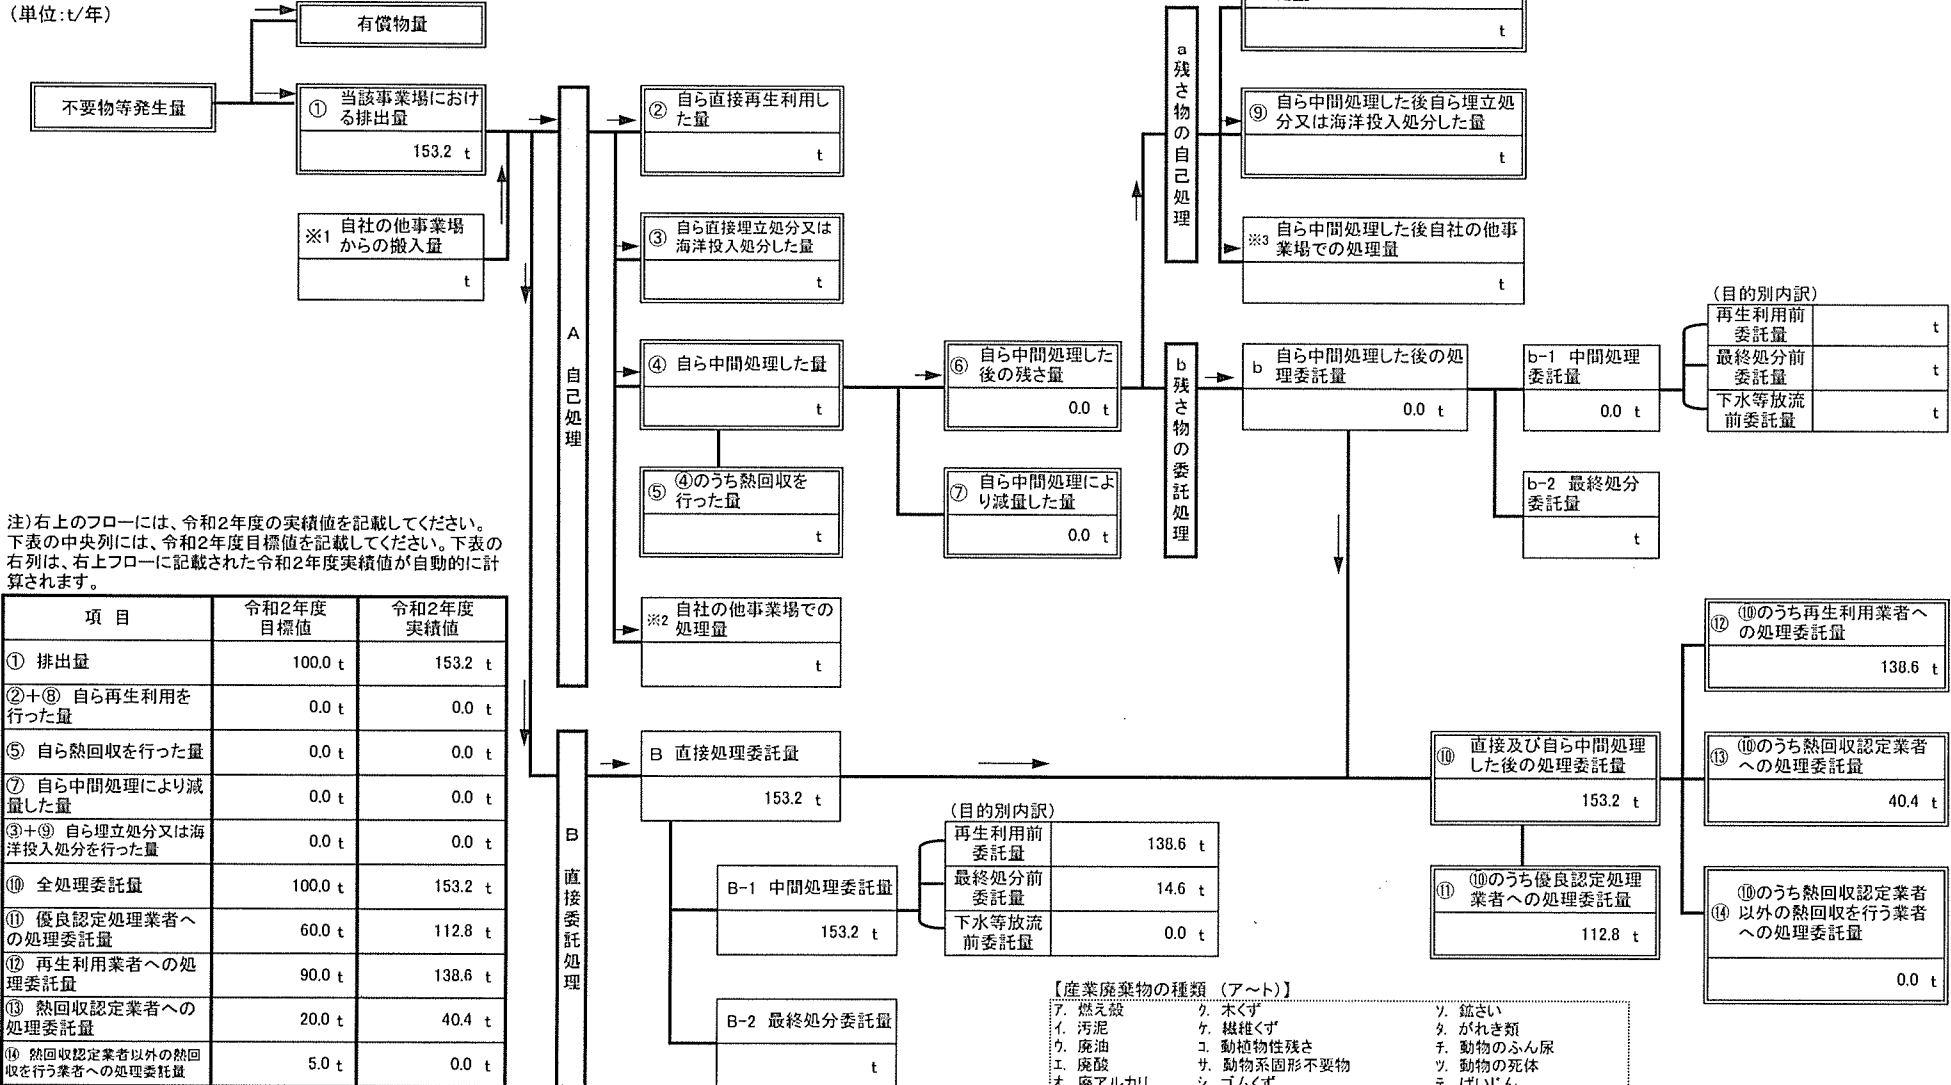 (単位:t/年)
有償物量
不要物等発生量
① 当該事業場におけ
る排出量
153.2 t
※1 自社の他事業場
からの搬入量
t
A 自己処理
② 自ら直接再生利用し
た量
t
③ 自ら直接埋立処分又は
海洋投入処分した量
t
④ 自ら中間処理した量
t
⑤ ④のうち熱回収を
行った量
t
※2 自社の他事業場での
処理量
t
⑥ 自ら中間処理した
後の残さ量
0.0 t
⑦ 自ら中間処理によ
り減量した量
0.0 t
a 残さ物の自己処理
t
⑨ 自ら中間処理した後自ら埋立処
分又は海洋投入処分した量
t
※3 自ら中間処理した後自社の他事
業場での処理量
t
b 残さ物の委託処理
b 自ら中間処理した後の処
理委託量
0.0 t
b-1 中間処理
委託量
0.0 t
(目的別内訳)
再生利用前
委託量
t
最終処分前
委託量
t
下水等放流
前委託量
t
b-2 最終処分
委託量
t
注)右上のフローには、令和2年度の実績値を記載してください。
下表の中央列には、令和2年度目標値を記載してください。下表の
右列は、右上フローに記載された令和2年度実績値が自動的に計
算されます。
項 目
令和2年度
目標値
令和2年度
実績値
① 排出量 100.0 t 153.2 t
②+⑧ 自ら再生利用を
行った量 0.0 t 0.0 t
⑤ 自ら熱回収を行った量 0.0 t 0.0 t
⑦ 自ら中間処理により減
量した量 0.0 t 0.0 t
③+⑨ 自ら埋立処分又は海
洋投入処分を行った量 0.0 t 0.0 t
⑩ 全処理委託量 100.0 t 153.2 t
⑪ 優良認定処理業者へ
の処理委託量 60.0 t 112.8 t
⑫ 再生利用業者への処
理委託量 90.0 t 138.6 t
⑬ 熱回収認定業者への
処理委託量 20.0 t 40.4 t
⑭ 熱回収認定業者以外の熱回
収を行う業者への処理委託量 5.0 t 0.0 t
B 直接委託処理
B 直接処理委託量
153.2 t
B-1 中間処理委託量
153.2 t
(目的別内訳)
再生利用前
委託量
138.6 t
最終処分前
委託量
14.6 t
下水等放流
前委託量
0.0 t
B-2 最終処分委託量
t
⑩ 直接及び自ら中間処理
した後の処理委託量
153.2 t
⑪ ⑩のうち優良認定処理
業者への処理委託量
112.8 t
⑫ ⑩のうち再生利用業者へ
の処理委託量
138.6 t
⑬ ⑩のうち熱回収認定業者
への処理委託量
40.4 t
⑭ ⑩のうち熱回収認定業者
以外の熱回収を行う業者
への処理委託量
0.0 t
【産業廃棄物の種類 (ア~ト)】
ア. 燃え殻 ク. 木くず ソ. 鉱さい
イ. 汚泥 ケ. 繊維くず タ. がれき類
ウ. 廃油 コ. 動植物性残さ チ. 動物のふん尿
エ. 廃酸 サ. 動物系固形不要物 ツ. 動物の死体
オ. 廃アルカリ シ. ゴムくず テ. ばいじん